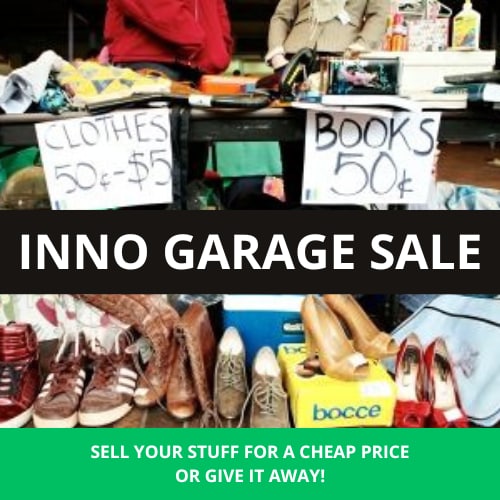 CLOTHES
50¢-$5
BOOKS
50¢
INNO GARAGE SALE
bocce
SELL YOUR STUFF FOR A CHEAP PRICE
OR GIVE IT AWAY!